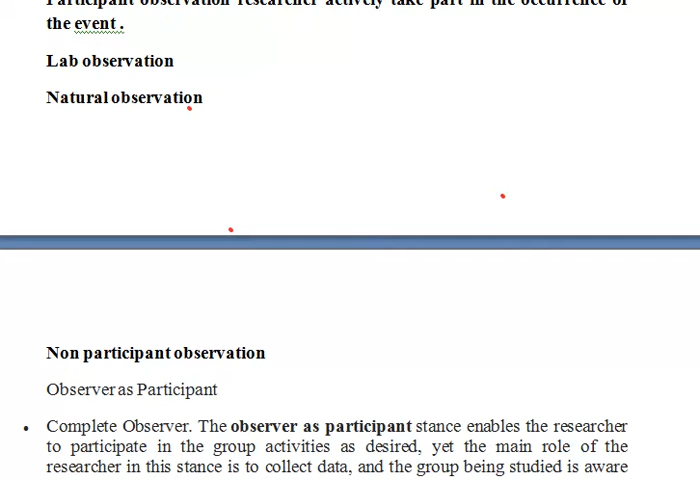 Participant observation researcher actively take part in the occurrence of
the event .
Lab observation
Natural observation
Non participant observation
Observer as Participant
• Complete Observer. The observer as participant stance enables the researcher
to participate in the group activities as desired, yet the main role of the
researcher in this stance is to collect data, and the group being studied is aware